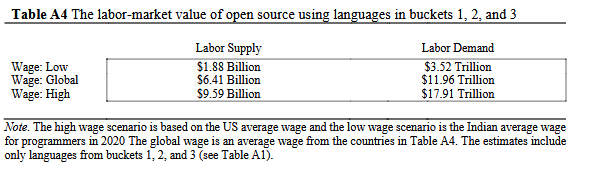 Table A4 The labor-market value of open source using languages in buckets 1, 2, and 3
Labor Supply Labor Demand
Wage: Low $1.88 Billion $3.52 Trillion
Wage: Global $6.41 Billion $11.96 Trillion
Wage: High $9.59 Billion $17.91 Trillion
Note. The high wage scenario is based on the US average wage and the low wage scenario is the Indian average wage
for programmers in 2020 The global wage is an average wage from the countries in Table A4. The estimates include
only languages from buckets 1, 2, and 3 (see Table A1).